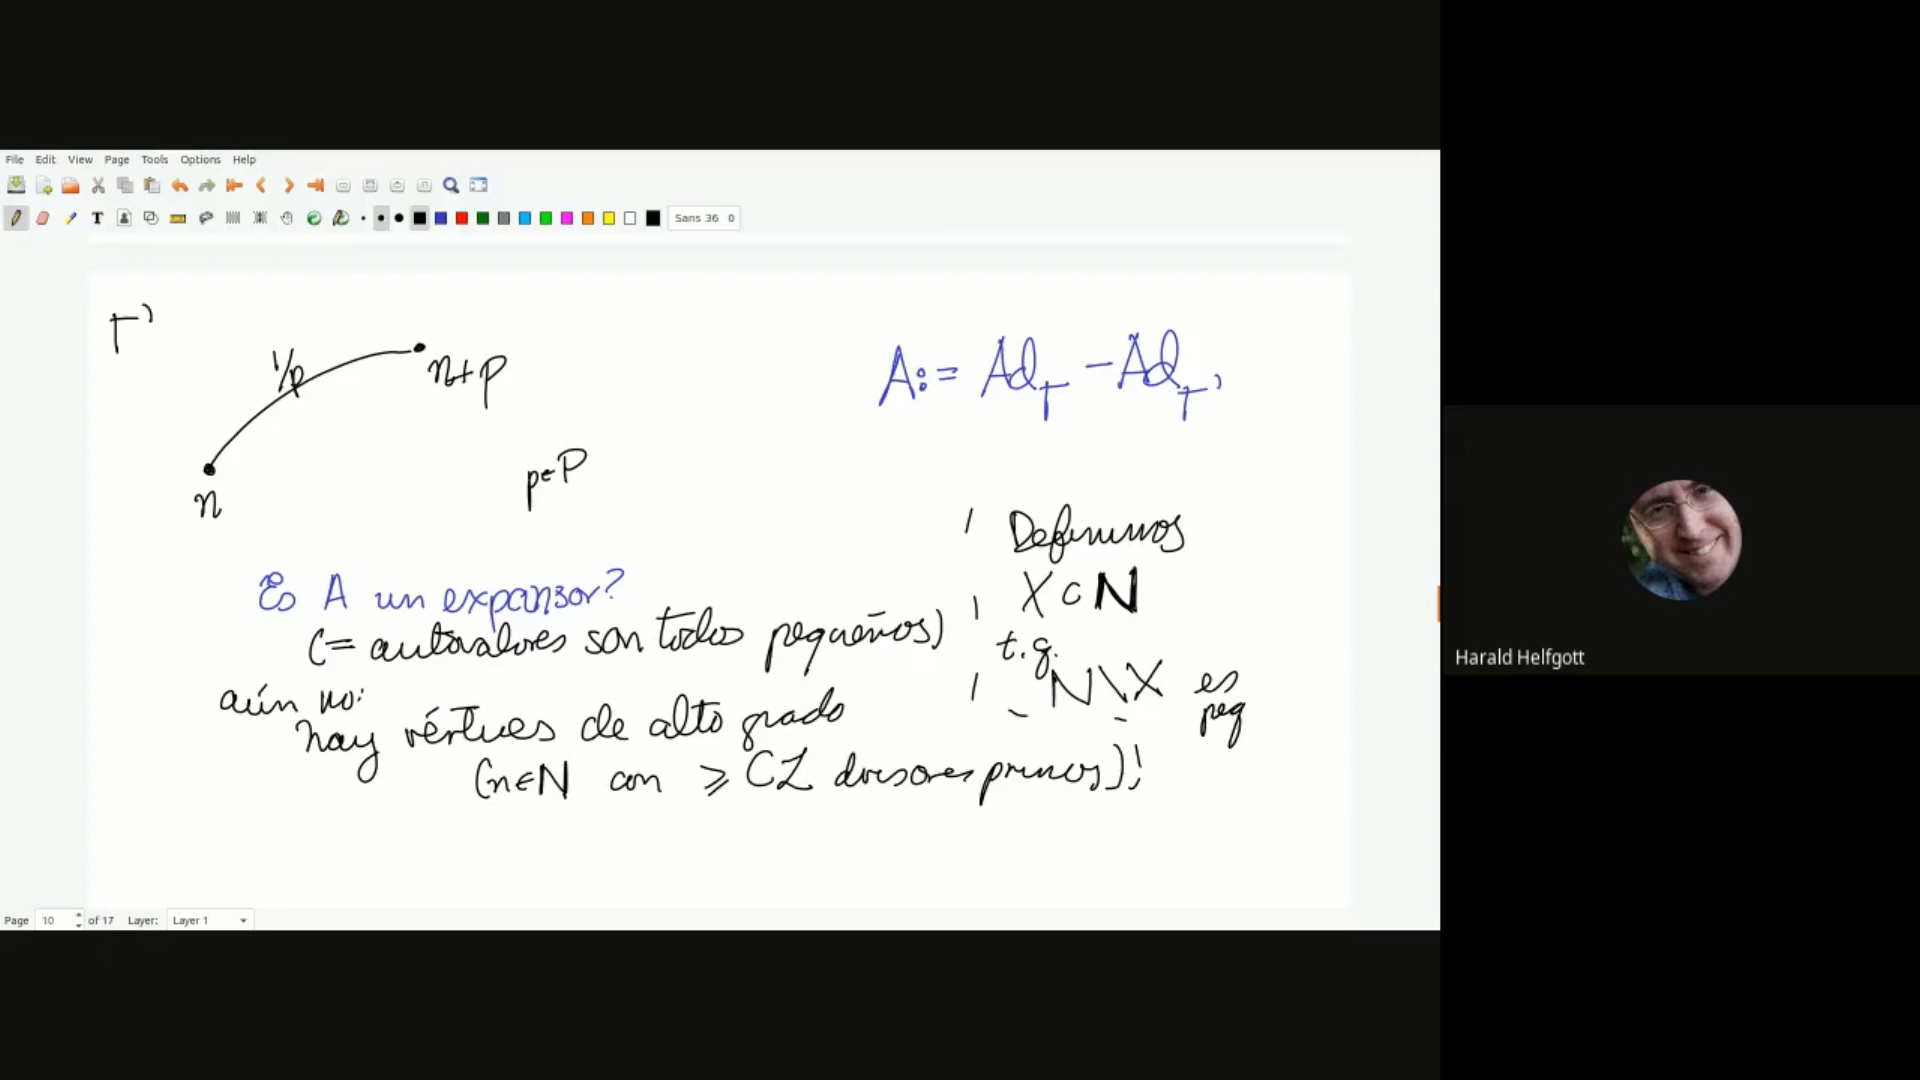 File Edit View Page Tools Options Help
Sans 36 0
Γ'
1/p
n+p
n
p∈P
A:= Ad_Γ - Ad_Γ'
Es A un expansor?
(= autovalores son todos pequeños)
aún no:
hay vértices de alto grado
(n∈N con ≥ CL divisores primos)!
Definimos
X ⊂ N
t.q.
N\X es
peq
Page 10 of 17 Layer: Layer 1
Harald Helfgott